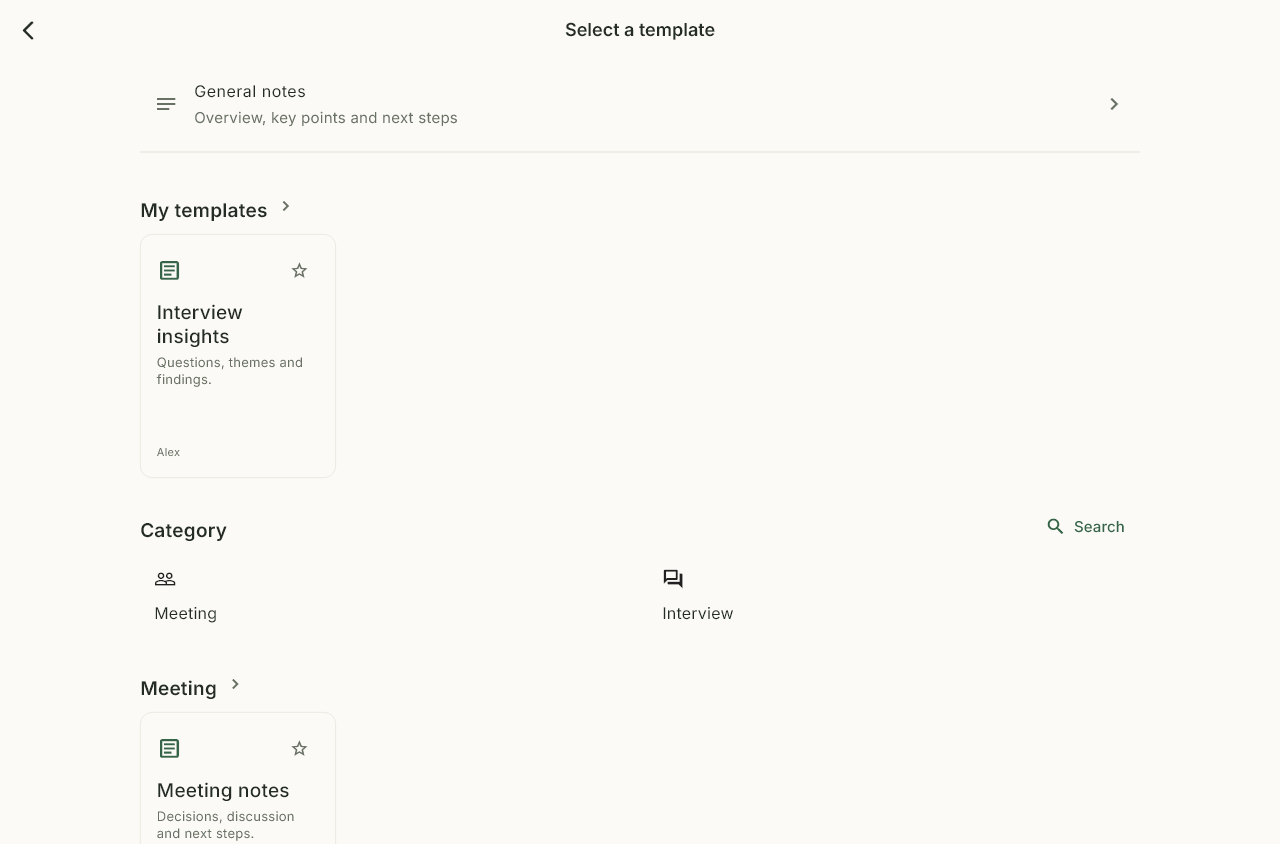 Select a template
General notes
Overview, key points and next steps
My templates
Interview
insights
Questions, themes and
findings.
Alex
Category
Search
Meeting
Interview
Meeting
Meeting notes
Decisions, discussion
and next steps.